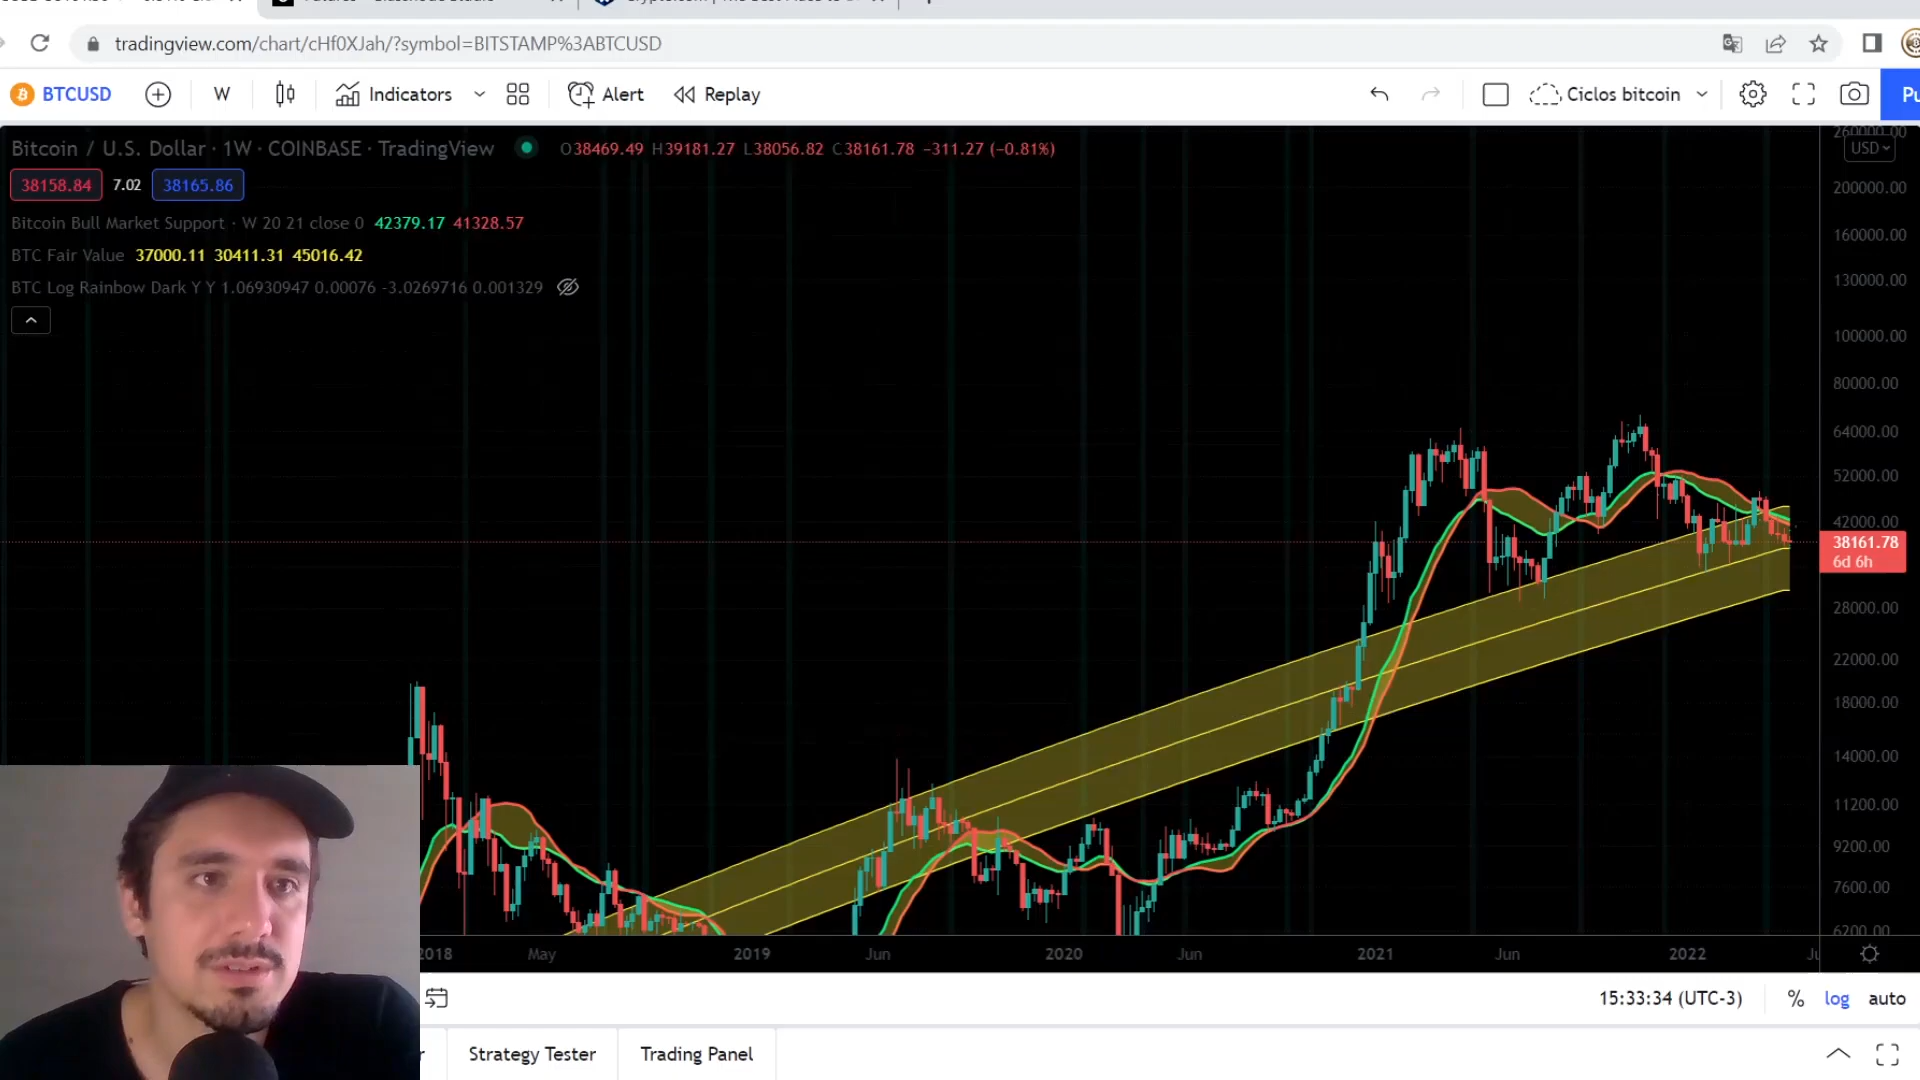 tradingview.com/chart/cHf0XJah/?symbol=BITSTAMP%3ABTCUSD
BTCUSD W Indicators Alert Replay Ciclos bitcoin
Bitcoin / U.S. Dollar · 1W · COINBASE · TradingView O38469.49 H39181.27 L38056.82 C38161.78 −311.27 (−0.81%)
USD
38158.84 7.02 38165.86
Bitcoin Bull Market Support · W 20 21 close 0 42379.17 41328.57
BTC Fair Value 37000.11 30411.31 45016.42
BTC Log Rainbow Dark Y Y 1.06930947 0.00076 -3.0269716 0.001329
260000.00
200000.00
160000.00
130000.00
100000.00
80000.00
64000.00
52000.00
42000.00
38161.78
6d 6h
28000.00
22000.00
18000.00
14000.00
11200.00
9200.00
7600.00
6200.00
2018 May 2019 Jun 2020 Jun 2021 Jun 2022
15:33:34 (UTC-3) % log auto
Strategy Tester Trading Panel